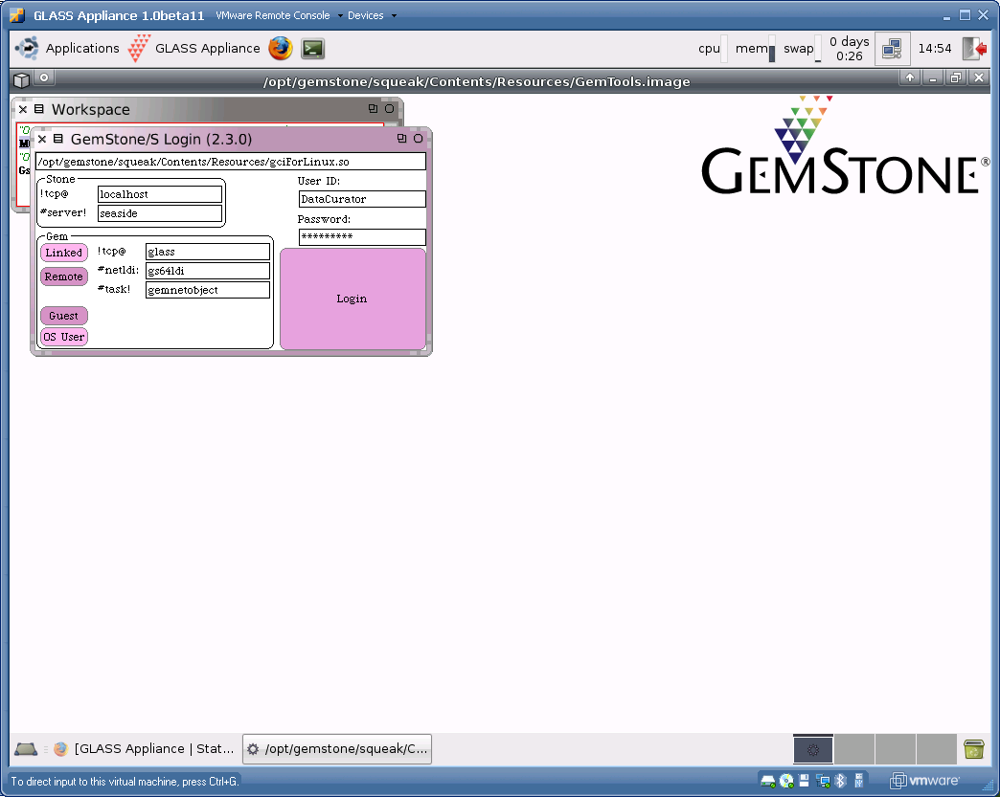 GLASS Appliance 1.0beta11 VMware Remote Console Devices
Applications GLASS Appliance cpu mem swap 0 days 0:26 14:54
/opt/gemstone/squeak/Contents/Resources/GemTools.image
Workspace
GemStone/S Login (2.3.0)
/opt/gemstone/squeak/Contents/Resources/gciForLinux.so
Stone
!tcp@ localhost
#server! seaside
User ID:
DataCurator
Password:
*********
Gem
Linked !tcp@ glass
Remote #netldi: gs64ldi
#task! gemnetobject
Guest
OS User
Login
GEMSTONE®
[GLASS Appliance | Stat... /opt/gemstone/squeak/C...
To direct input to this virtual machine, press Ctrl+G.
vmware